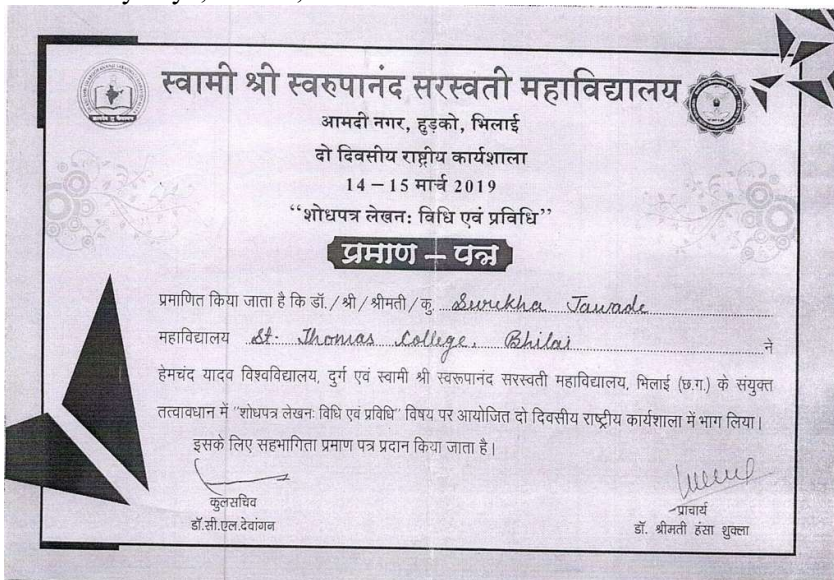 स्वामी श्री स्वरुपानंद सरस्वती महाविद्यालय
आमदी नगर, हुडको, भिलाई
दो दिवसीय राष्ट्रीय कार्यशाला
14 – 15 मार्च 2019
“शोधपत्र लेखन: विधि एवं प्रविधि”
प्रमाण – पत्र
प्रमाणित किया जाता है कि डॉ./श्री/श्रीमती/कु. Surekha Jawade
महाविद्यालय St. Thomas College, Bhilai ने
हेमचंद यादव विश्वविद्यालय, दुर्ग एवं स्वामी श्री स्वरूपानंद सरस्वती महाविद्यालय, भिलाई (छ.ग.) के संयुक्त
तत्वावधान में “शोधपत्र लेखनः विधि एवं प्रविधि” विषय पर आयोजित दो दिवसीय राष्ट्रीय कार्यशाला में भाग लिया।
इसके लिए सहभागिता प्रमाण पत्र प्रदान किया जाता है।
कुलसचिव
डॉ.सी.एल.देवांगन
प्राचार्य
डॉ. श्रीमती हंसा शुक्ला